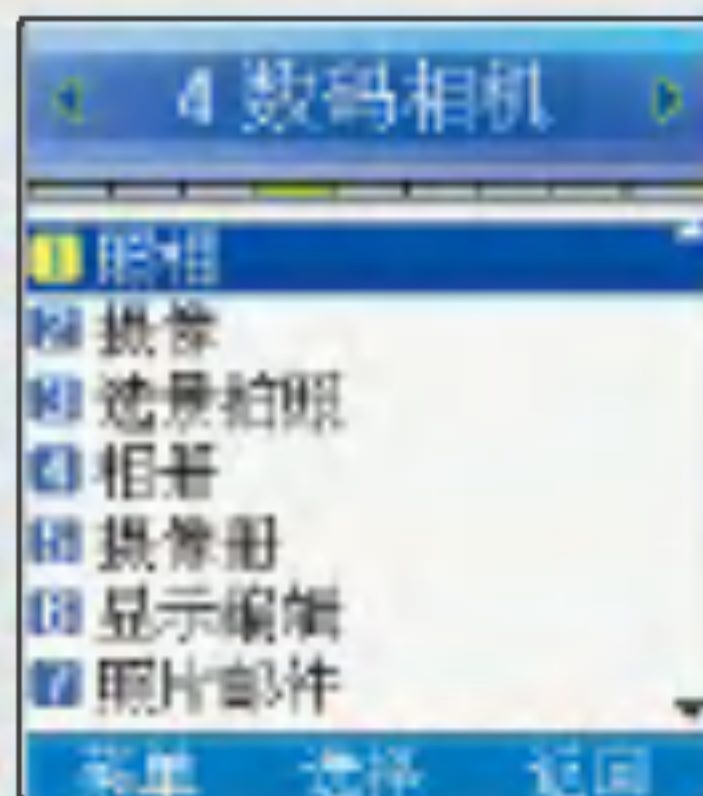 4 数码相机
1 照相
2 摄像
3 选景拍照
4 相册
5 摄像册
6 显示编辑
7 照片邮件
菜单 选择 返回